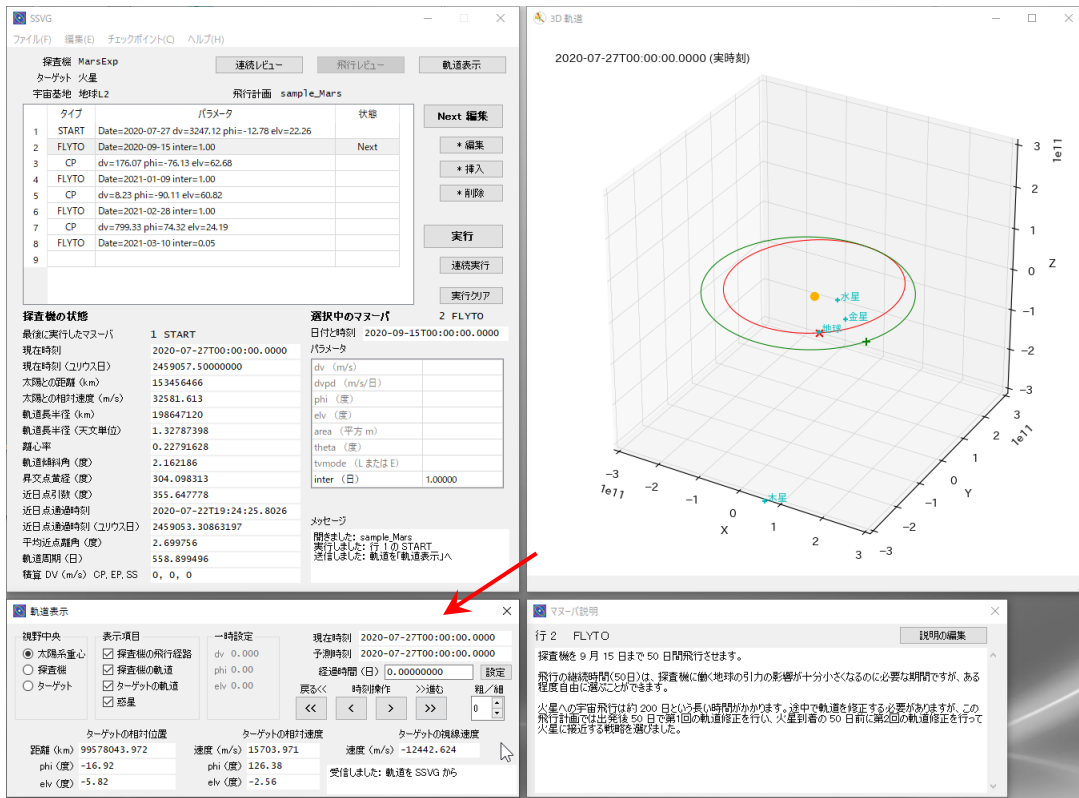 SSVG
ファイル(F) 編集(E) チェックポイント(C) ヘルプ(H)
探査機 MarsExp
ターゲット 火星
宇宙基地 地球L2
連続レビュー 飛行レビュー 軌道表示
飛行計画 sample_Mars
タイプ パラメータ 状態
1 START Date=2020-07-27 dv=3247.12 phi=-12.78 elv=22.26
2 FLYTO Date=2020-09-15 inter=1.00 Next
3 CP dv=176.07 phi=-76.13 elv=62.68
4 FLYTO Date=2021-01-09 inter=1.00
5 CP dv=8.23 phi=-90.11 elv=60.82
6 FLYTO Date=2021-02-28 inter=1.00
7 CP dv=799.33 phi=74.32 elv=24.19
8 FLYTO Date=2021-03-10 inter=0.05
9
Next 編集
* 編集
* 挿入
* 削除
実行
連続実行
実行クリア
探査機の状態
最後に実行したマヌーバ 1 START
現在時刻 2020-07-27T00:00:00.0000
現在時刻 (ユリウス日) 2459057.50000000
太陽との距離 (km) 153456466
太陽との相対速度 (m/s) 32581.613
軌道長半径 (km) 198647120
軌道長半径 (天文単位) 1.32787398
離心率 0.22791628
軌道傾斜角 (度) 2.162186
昇交点黄経 (度) 304.098313
近日点引数 (度) 355.647778
近日点通過時刻 2020-07-22T19:24:25.8026
近日点通過時刻 (ユリウス日) 2459053.30863197
平均近点離角 (度) 2.699756
軌道周期 (日) 558.899496
積算 DV (m/s) CP, EP, SS 0, 0, 0
選択中のマヌーバ 2 FLYTO
日付と時刻 2020-09-15T00:00:00.0000
パラメータ
dv (m/s)
dvpd (m/s/日)
phi (度)
elv (度)
area (平方 m)
theta (度)
tvmode (L または E)
inter (日) 1.00000
メッセージ
開きました: sample_Mars
実行しました: 行 1 の START
送信しました: 軌道を「軌道表示」へ
3D 軌道
2020-07-27T00:00:00.0000 (実時刻)
1e11
3
2
1
0
−1
−2
−3
Z
水星
金星
地球
木星
−3
−2
−1
0
1
2
3
X
1e11
−3
−2
−1
0
1
2
3
Y
1e11
軌道表示
視野中央
太陽系重心
探査機
ターゲット
表示項目
探査機の飛行経路
探査機の軌道
ターゲットの軌道
惑星
一時設定
dv 0.000
phi 0.00
elv 0.00
現在時刻 2020-07-27T00:00:00.0000
予測時刻 2020-07-27T00:00:00.0000
経過時間 (日) 0.00000000 設定
戻る<< 時刻操作 >>進む 粗/細
<< < > >> 0
ターゲットの相対位置
距離 (km) 99578043.972
phi (度) -16.92
elv (度) -5.82
ターゲットの相対速度
速度 (m/s) 15703.971
phi (度) 126.38
elv (度) -2.56
ターゲットの視線速度
速度 (m/s) -12442.624
受信しました: 軌道を SSVG から
マヌーバ説明
行 2 FLYTO 説明の編集
探査機を 9 月 15 日まで 50 日間飛行させます。
飛行の継続時間(50日)は、探査機に働く地球の引力の影響が十分小さくなるのに必要な期間ですが、ある
程度自由に選ぶことができます。
火星への宇宙飛行は約 200 日という長い時間がかかります。途中で軌道を修正する必要がありますが、この
飛行計画では出発後 50 日で第1回の軌道修正を行い、火星到着の 50 日前に第2回の軌道修正を行って
火星に接近する戦略を選びました。